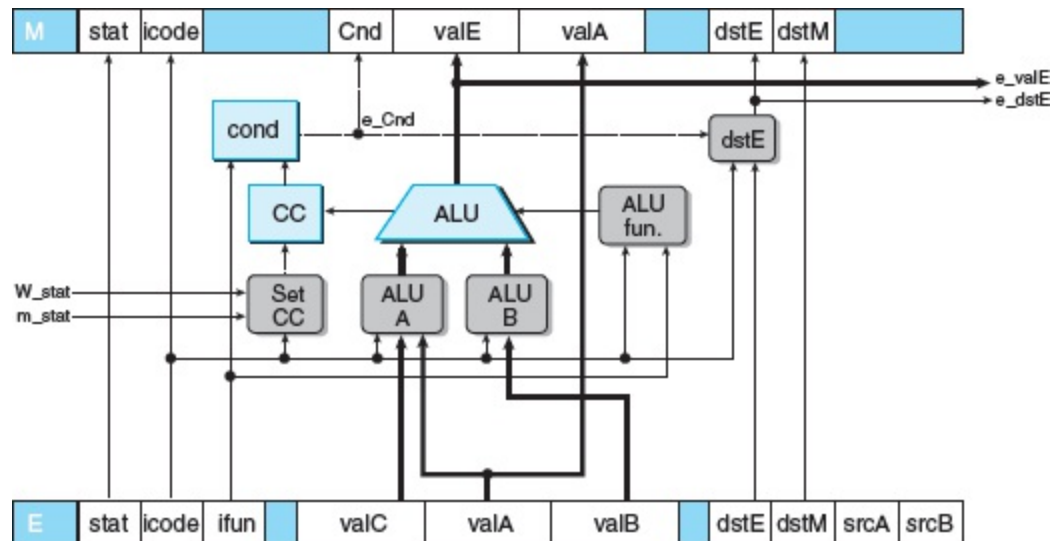 M stat icode Cnd valE valA dstE dstM
e_valE
e_dstE
e_Cnd
cond
dstE
CC
ALU
ALU
fun.
W_stat
m_stat
Set
CC
ALU
A
ALU
B
E stat icode ifun valC valA valB dstE dstM srcA srcB